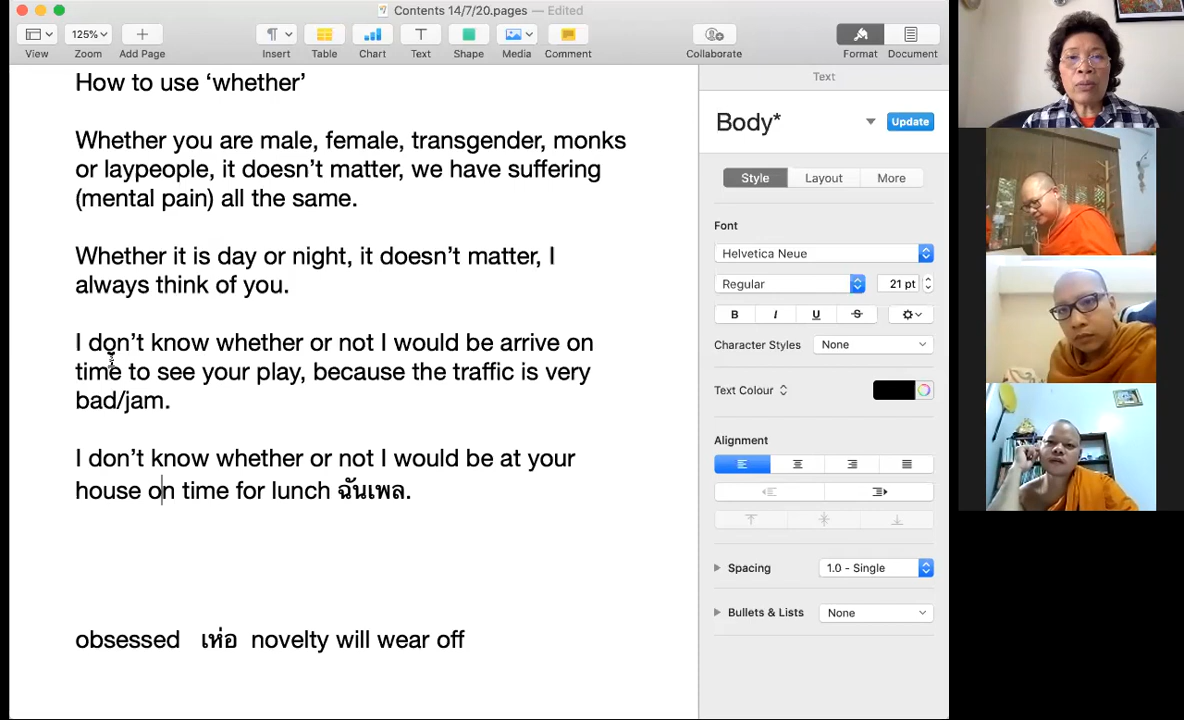 Contents 14/7/20.pages — Edited
125%
View
Zoom
Add Page
Insert
Table
Chart
Text
Shape
Media
Comment
Collaborate
Format
Document
How to use ‘whether’
Whether you are male, female, transgender, monks
or laypeople, it doesn’t matter, we have suffering
(mental pain) all the same.
Whether it is day or night, it doesn’t matter, I
always think of you.
I don’t know whether or not I would be arrive on
time to see your play, because the traffic is very
bad/jam.
I don’t know whether or not I would be at your
house on time for lunch ฉันเพล.
obsessed เห่อ novelty will wear off
Text
Body*
Update
Style
Layout
More
Font
Helvetica Neue
Regular
21 pt
B I U S
Character Styles
None
Text Colour
Alignment
Spacing
1.0 - Single
Bullets & Lists
None